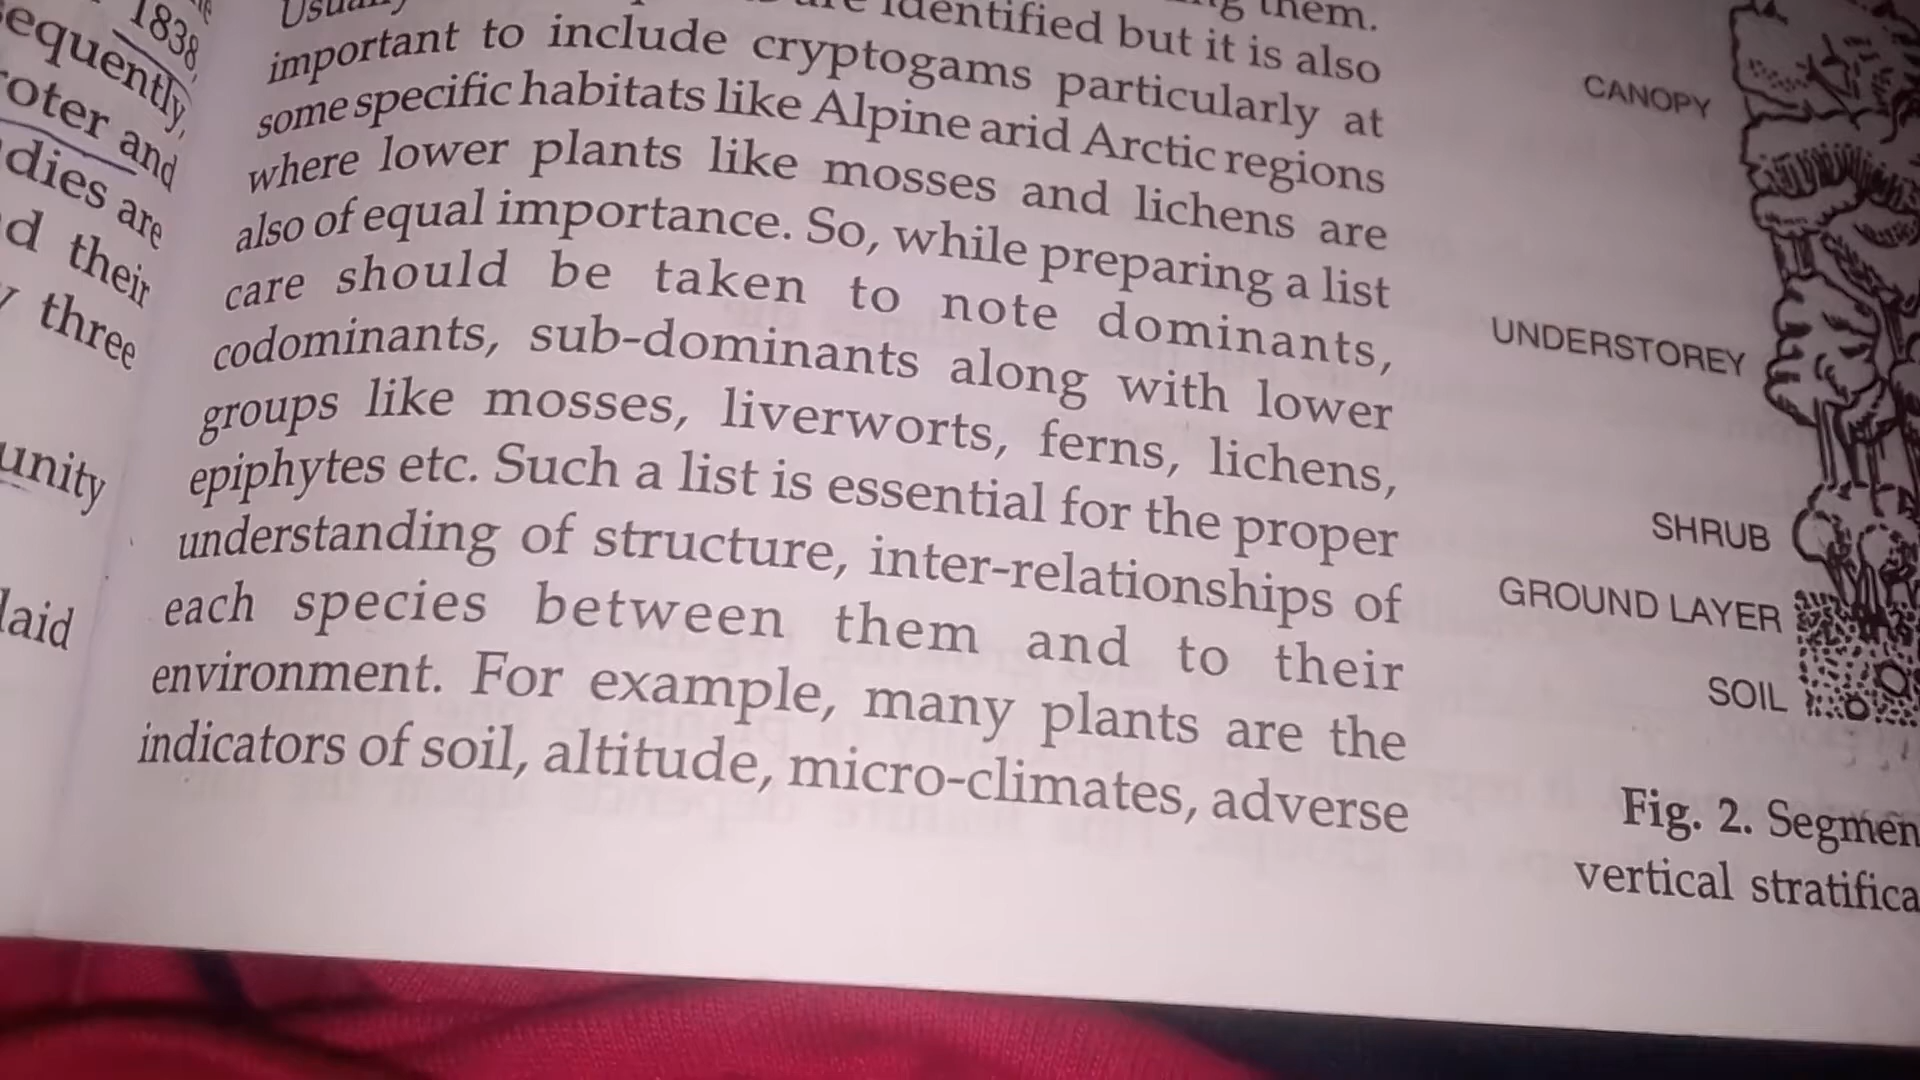 1838,
equently,
oter and
dies are
d their
y three
unity
laid
them.
are identified but it is also
important to include cryptogams particularly at
some specific habitats like Alpine arid Arctic regions
where lower plants like mosses and lichens are
also of equal importance. So, while preparing a list
care should be taken to note dominants,
codominants, sub-dominants along with lower
groups like mosses, liverworts, ferns, lichens,
epiphytes etc. Such a list is essential for the proper
understanding of structure, inter-relationships of
each species between them and to their
environment. For example, many plants are the
indicators of soil, altitude, micro-climates, adverse
CANOPY
UNDERSTOREY
SHRUB
GROUND LAYER
SOIL
Fig. 2. Segmen
vertical stratifica